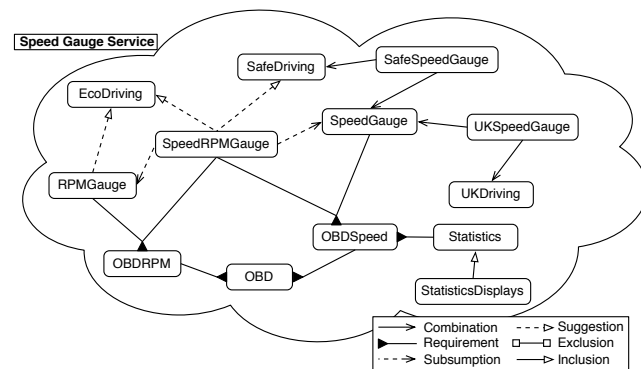 Speed Gauge Service
SafeDriving
SafeSpeedGauge
EcoDriving
SpeedGauge
UKSpeedGauge
SpeedRPMGauge
RPMGauge
UKDriving
OBDSpeed
Statistics
OBDRPM
OBD
StatisticsDisplays
Combination
Suggestion
Requirement
Exclusion
Subsumption
Inclusion